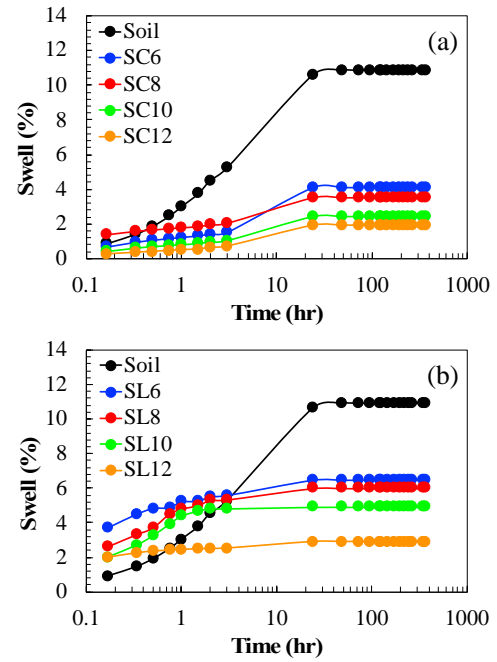 14
12
10
8
6
4
2
0
Swell (%)
Soil
SC6
SC8
SC10
SC12
(a)
0.1 1 10 100 1000
Time (hr)
14
12
10
8
6
4
2
0
Swell (%)
Soil
SL6
SL8
SL10
SL12
(b)
0.1 1 10 100 1000
Time (hr)